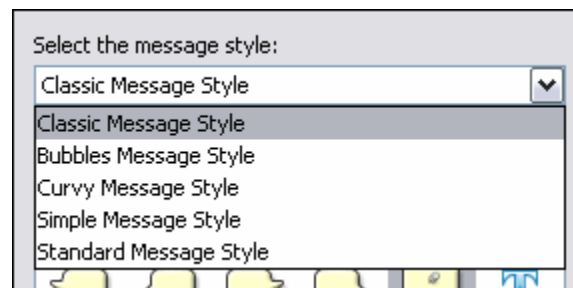 Select the message style:
Classic Message Style
Classic Message Style
Bubbles Message Style
Curvy Message Style
Simple Message Style
Standard Message Style